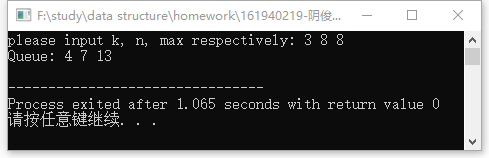 F:\study\data structure\homework\161940219-阴俊...
please input k, n, max respectively: 3 8 8
Queue: 4 7 13
--------------------------------
Process exited after 1.065 seconds with return value 0
请按任意键继续. . .